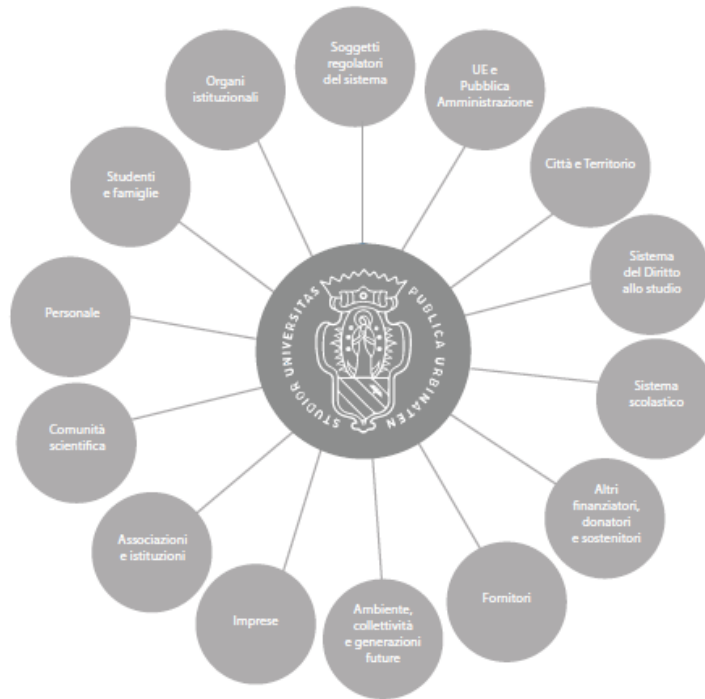 Soggetti
regolatori
del sistema
UE e
Pubblica
Amministrazione
Città e Territorio
Sistema
del Diritto
allo studio
Sistema
scolastico
Altri
finanziatori,
donatori
e sostenitori
Fornitori
Ambiente,
collettività
e generazioni
future
Imprese
Associazioni
e istituzioni
Comunità
scientifica
Personale
Studenti
e famiglie
Organi
istituzionali
STUDIOR UNIVERSITAS PUBLICA URBINATEN